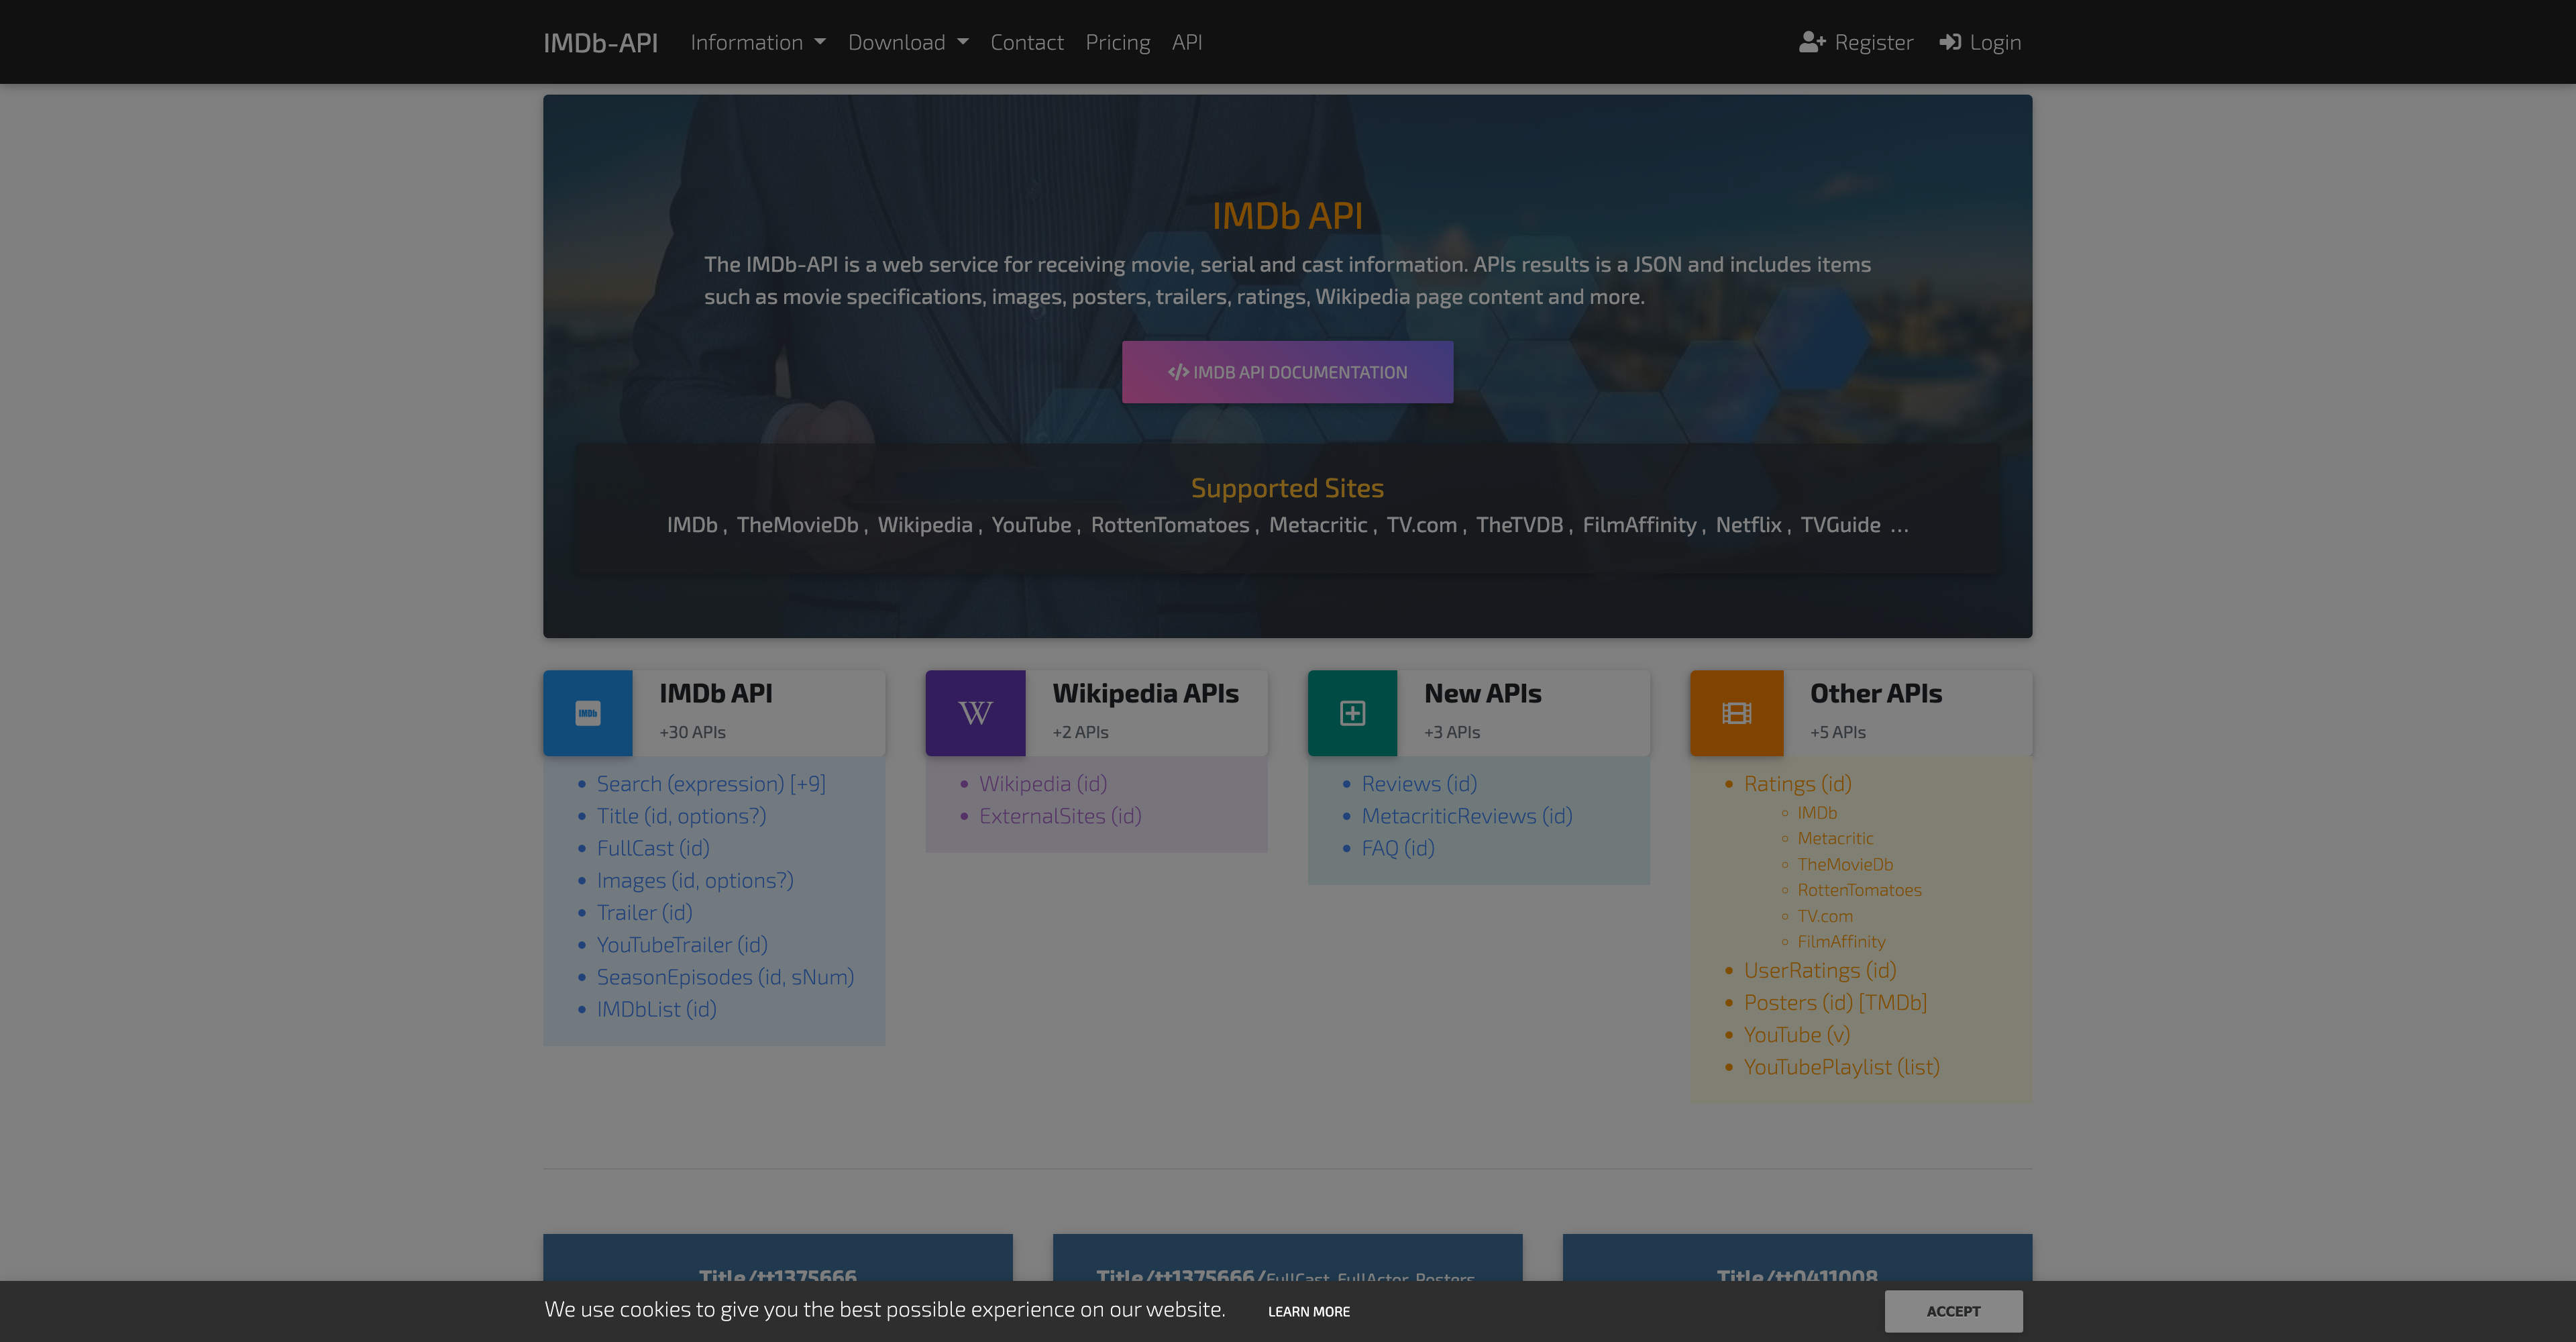 IMDb-API Information Download Contact Pricing API Register Login
IMDb API
The IMDb-API is a web service for receiving movie, serial and cast information. APIs results is a JSON and includes items
such as movie specifications, images, posters, trailers, ratings, Wikipedia page content and more.
</> IMDB API DOCUMENTATION
Supported Sites
IMDb , TheMovieDb , Wikipedia , YouTube , RottenTomatoes , Metacritic , TV.com , TheTVDB , FilmAffinity , Netflix , TVGuide ...
IMDb
IMDb API
+30 APIs
Search (expression) [+9]
Title (id, options?)
FullCast (id)
Images (id, options?)
Trailer (id)
YouTubeTrailer (id)
SeasonEpisodes (id, sNum)
IMDbList (id)
W
Wikipedia APIs
+2 APIs
Wikipedia (id)
ExternalSites (id)
New APIs
+3 APIs
Reviews (id)
MetacriticReviews (id)
FAQ (id)
Other APIs
+5 APIs
Ratings (id)
IMDb
Metacritic
TheMovieDb
RottenTomatoes
TV.com
FilmAffinity
UserRatings (id)
Posters (id) [TMDb]
YouTube (v)
YouTubePlaylist (list)
Title/tt1375666
Title/tt1375666/FullCast, FullActor, Posters,
Title/tt0411008
We use cookies to give you the best possible experience on our website. LEARN MORE ACCEPT